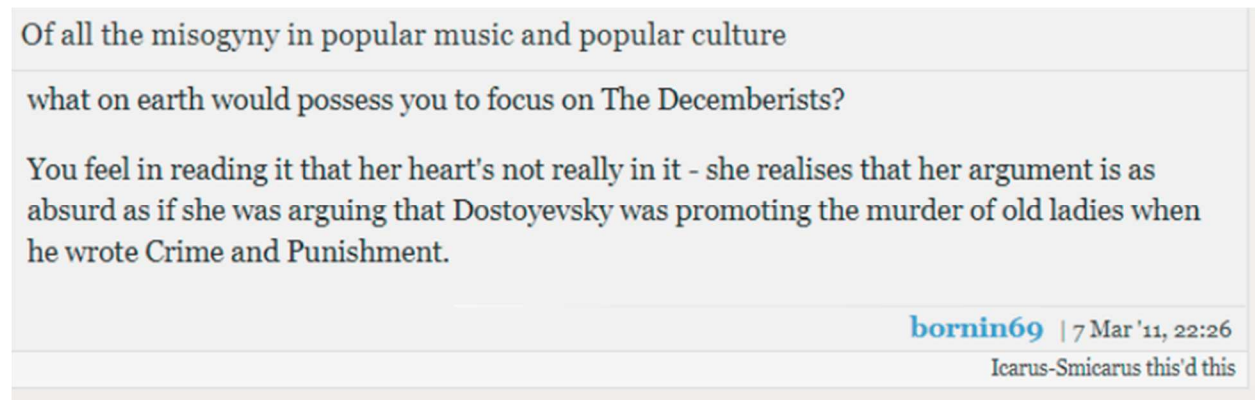 Of all the misogyny in popular music and popular culture
what on earth would possess you to focus on The Decemberists?
You feel in reading it that her heart's not really in it - she realises that her argument is as
absurd as if she was arguing that Dostoyevsky was promoting the murder of old ladies when
he wrote Crime and Punishment.
bornin69 | 7 Mar '11, 22:26
Icarus-Smicarus this'd this